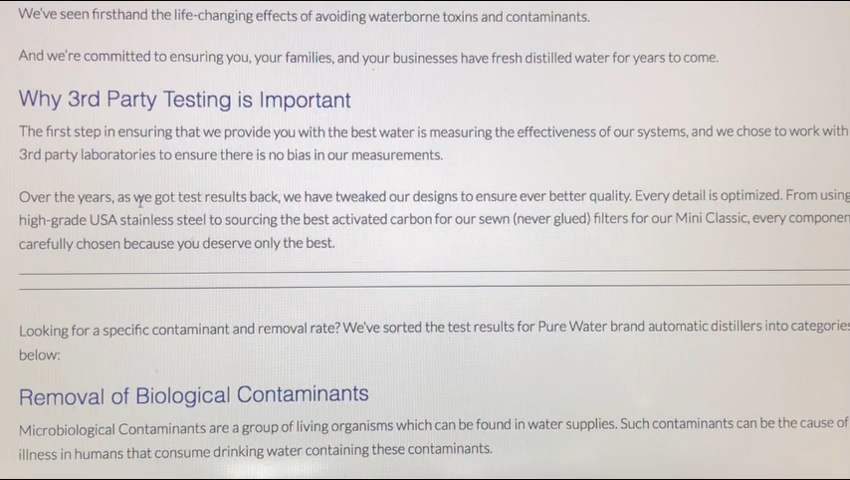 We've seen firsthand the life-changing effects of avoiding waterborne toxins and contaminants.
And we're committed to ensuring you, your families, and your businesses have fresh distilled water for years to come.
Why 3rd Party Testing is Important
The first step in ensuring that we provide you with the best water is measuring the effectiveness of our systems, and we chose to work with
3rd party laboratories to ensure there is no bias in our measurements.
Over the years, as we got test results back, we have tweaked our designs to ensure ever better quality. Every detail is optimized. From using
high-grade USA stainless steel to sourcing the best activated carbon for our sewn (never glued) filters for our Mini Classic, every componen
carefully chosen because you deserve only the best.
Looking for a specific contaminant and removal rate? We've sorted the test results for Pure Water brand automatic distillers into categories
below:
Removal of Biological Contaminants
Microbiological Contaminants are a group of living organisms which can be found in water supplies. Such contaminants can be the cause of
illness in humans that consume drinking water containing these contaminants.